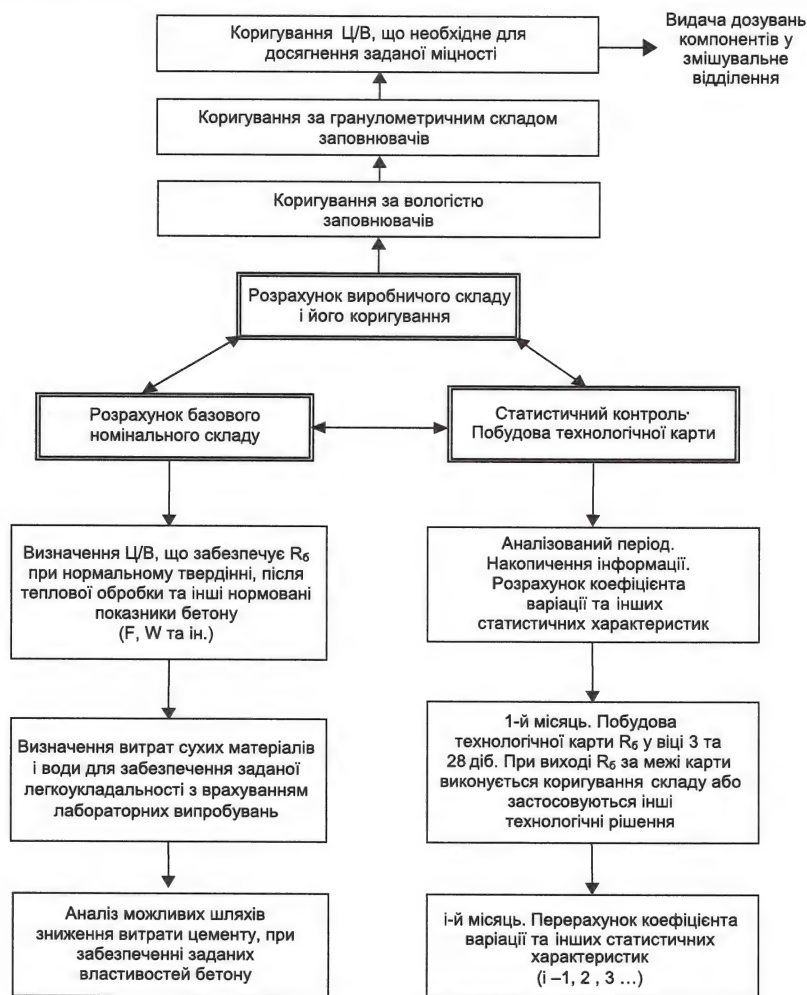 Коригування Ц/В, що необхідне для
досягнення заданої міцності
Видача дозувань
компонентів у
змішувальне
відділення
Коригування за гранулометричним складом
заповнювачів
Коригування за вологістю
заповнювачів
Розрахунок виробничого складу
і його коригування
Розрахунок базового
номінального складу
Статистичний контроль·
Побудова технологічної карти
Визначення Ц/В, що забезпечує Rб
при нормальному твердінні, після
теплової обробки та інші нормовані
показники бетону
(F, W та ін.)
Аналізований період.
Накопичення інформації.
Розрахунок коефіцієнта
варіації та інших
статистичних характеристик
Визначення витрат сухих матеріалів
і води для забезпечення заданої
легкоукладальності з врахуванням
лабораторних випробувань
1-й місяць. Побудова
технологічної карти Rб у віці 3 та
28 діб. При виході Rб за межі карти
виконується коригування складу або
застосовуються інші
технологічні рішення
Аналіз можливих шляхів
зниження витрати цементу, при
забезпеченні заданих
властивостей бетону
і-й місяць. Перерахунок коефіцієнта
варіації та інших статистичних
характеристик
(і –1, 2 , 3 ...)